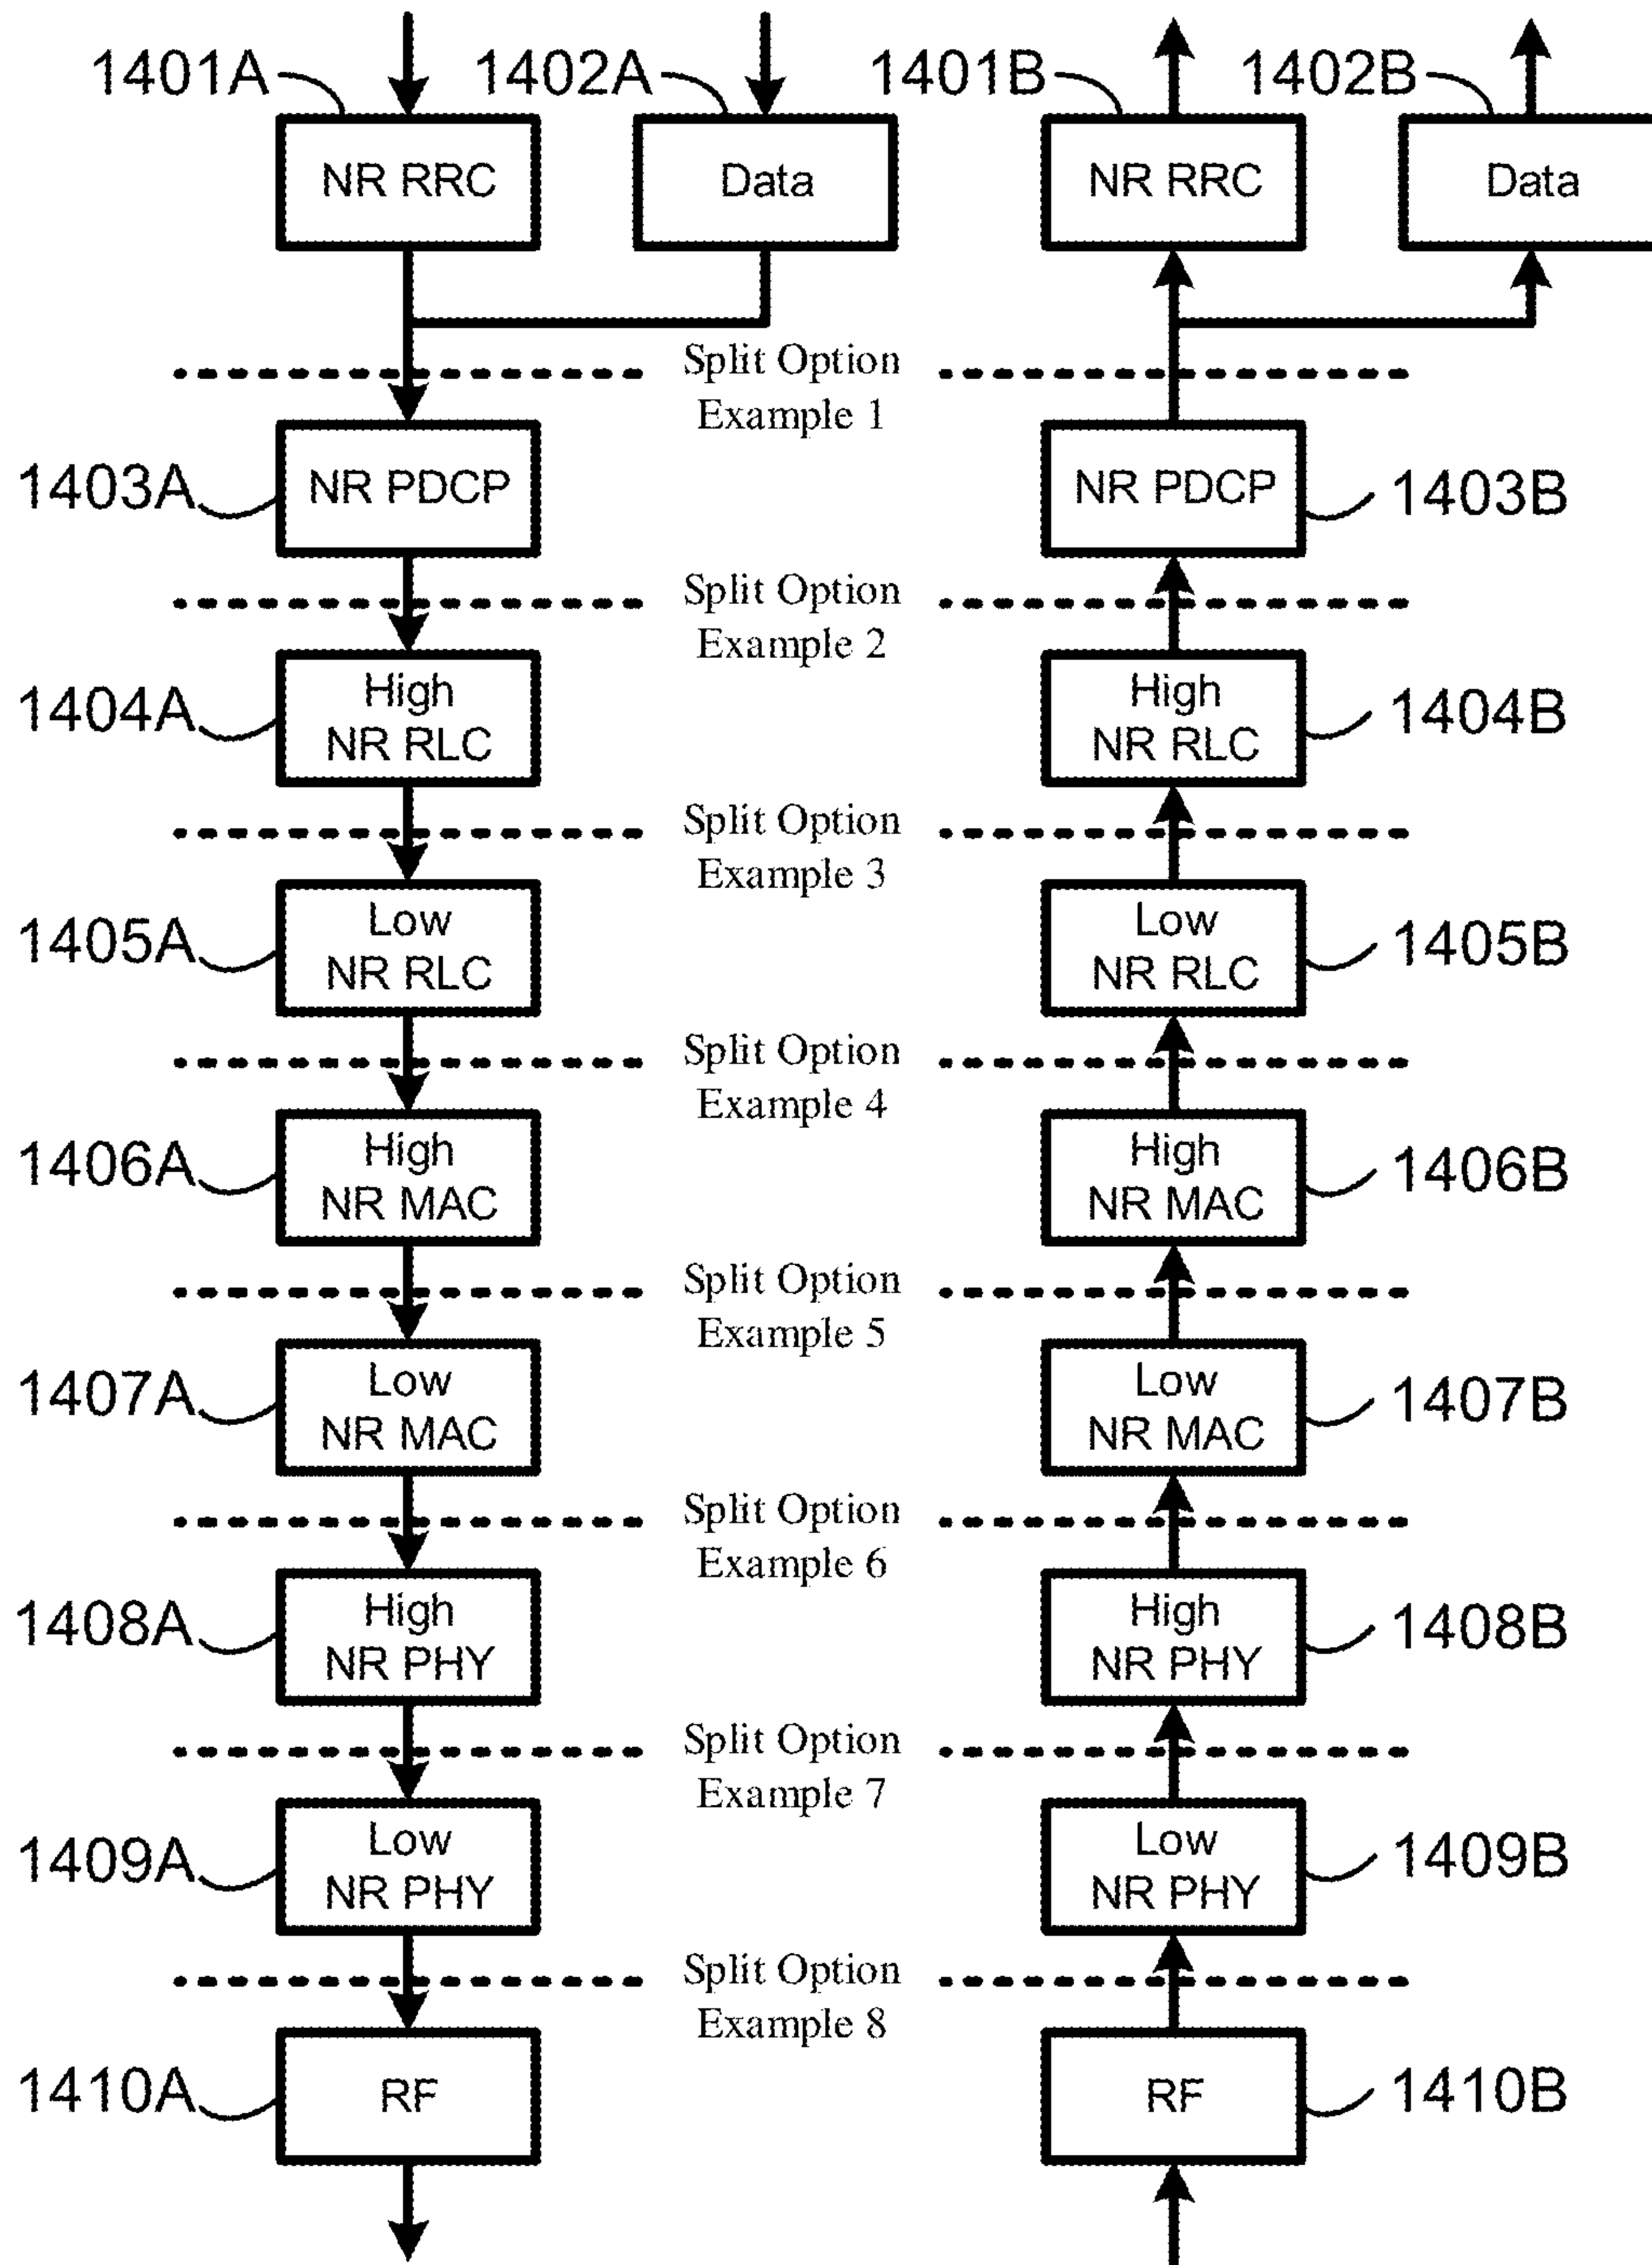 1401A 1402A 1401B 1402B
NR RRC Data NR RRC Data
Split Option
Example 1
1403A NR PDCP NR PDCP 1403B
Split Option
Example 2
High High
1404A 1404B
NR RLC NR RLC
Split Option
Example 3
Low Low
1405A 1405B
NR RLC NR RLC
Split Option
Example 4
High High
1406A 1406B
NR MAC NR MAC
Split Option
Example 5
Low Low
1407A 1407B
NR MAC NR MAC
Split Option
Example 6
High High
1408A 1408B
NR PHY NR PHY
Split Option
Example 7
Low Low
1409A 1409B
NR PHY NR PHY
Split Option
Example 8
1410A RF RF 1410B